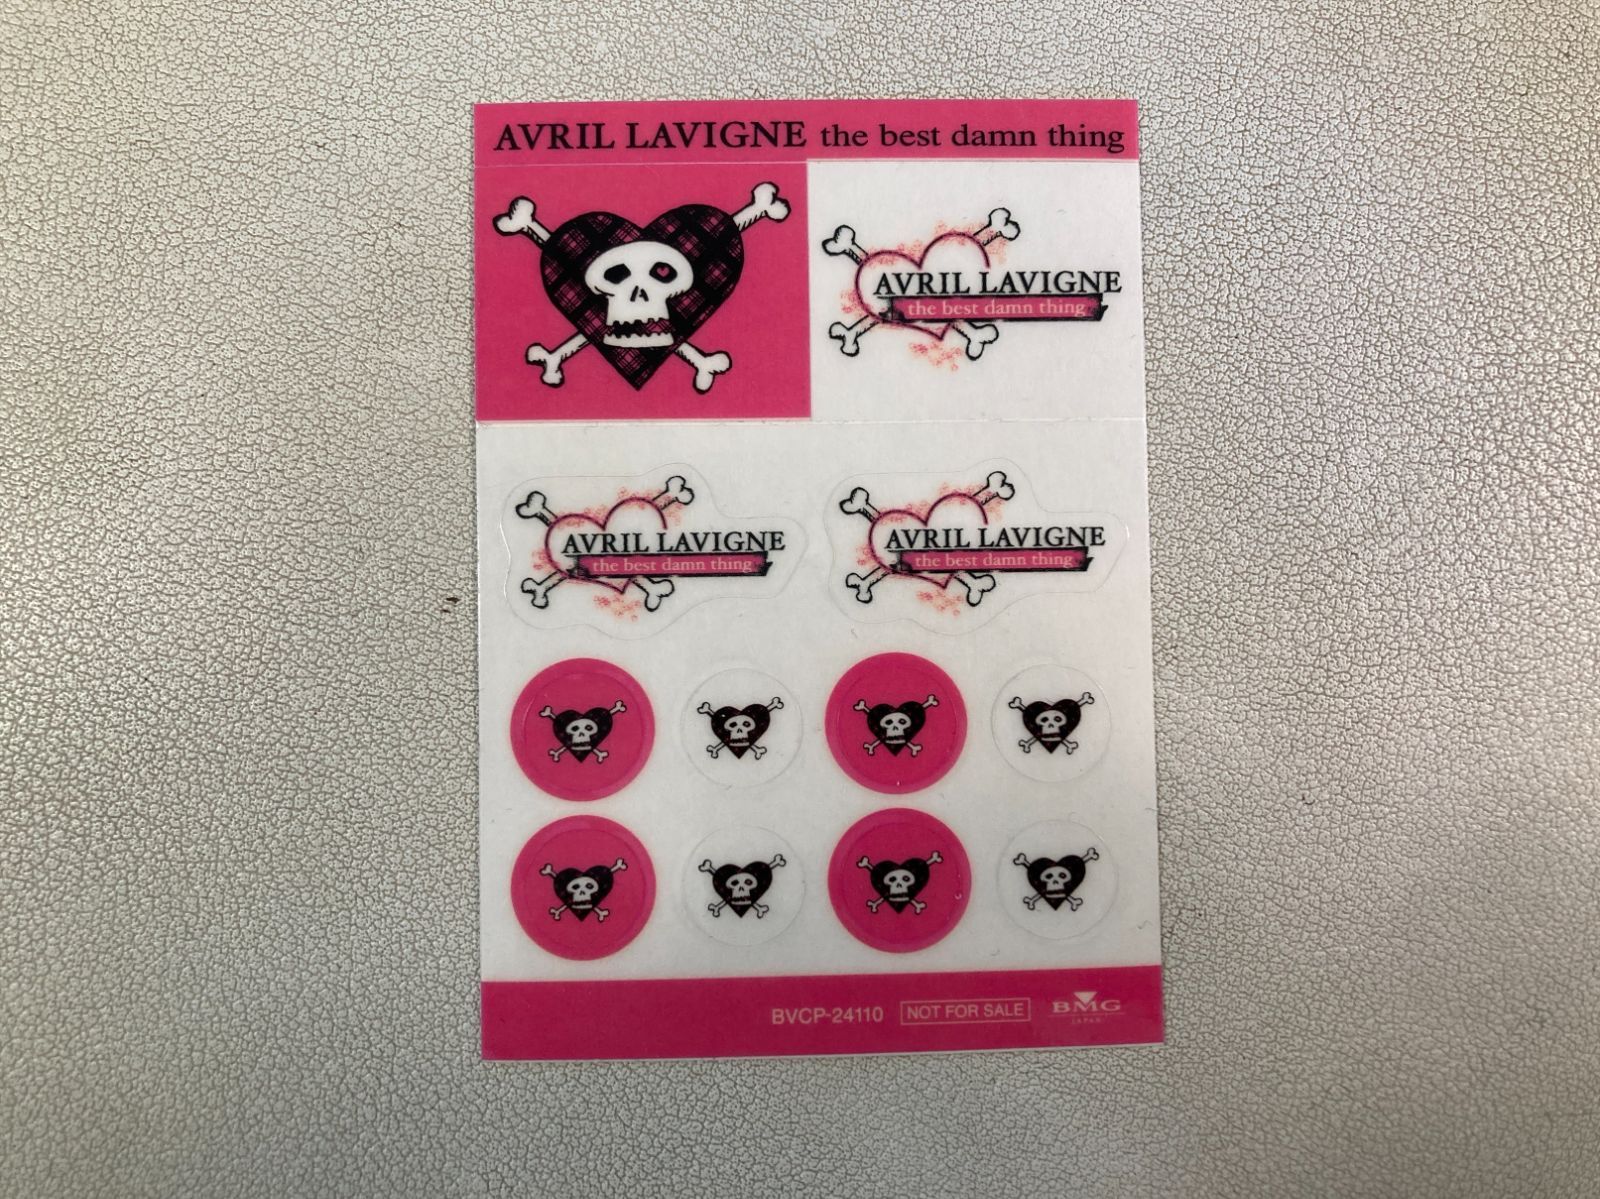 AVRIL LAVIGNE the best damn thing
AVRIL LAVIGNE
the best damn thing
AVRIL LAVIGNE
the best damn thing
AVRIL LAVIGNE
the best damn thing
BVCP-24110 NOT FOR SALE BMG
JAPAN